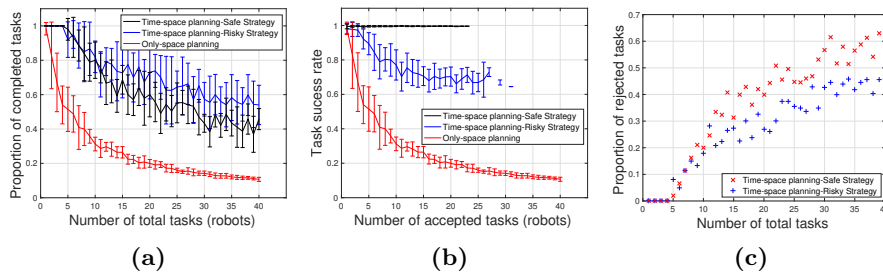 Proportion of completed tasks
1
0.8
0.6
0.4
0.2
0
Time-space planning-Safe Strategy
Time-space planning-Risky Strategy
Only-space planning
0 5 10 15 20 25 30 35 40
Number of total tasks (robots)
(a)
Task sucess rate
1
0.8
0.6
0.4
0.2
0
Time-space planning-Safe Strategy
Time-space planning-Risky Strategy
Only-space planning
0 5 10 15 20 25 30 35 40
Number of accepted tasks (robots)
(b)
Proportion of rejected tasks
0.7
0.6
0.5
0.4
0.3
0.2
0.1
0
Time-space planning-Safe Strategy
Time-space planning-Risky Strategy
0 5 10 15 20 25 30 35 40
Number of total tasks
(c)